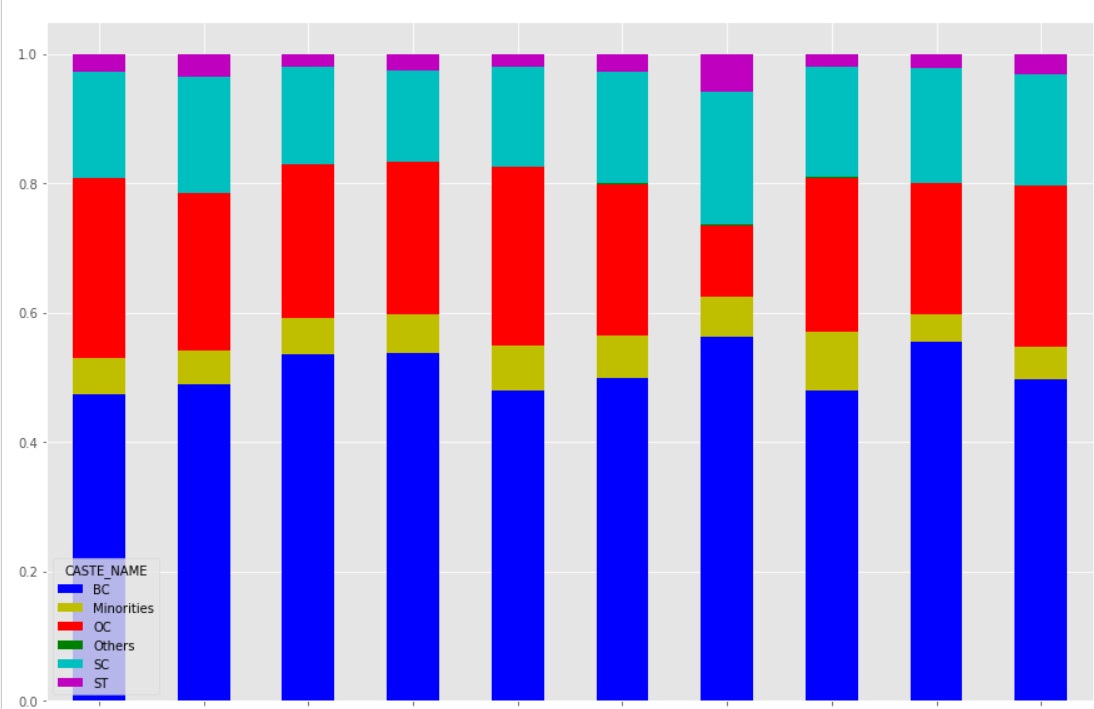 1.0
0.8
0.6
0.4
0.2
0.0
CASTE_NAME
BC
Minorities
OC
Others
SC
ST